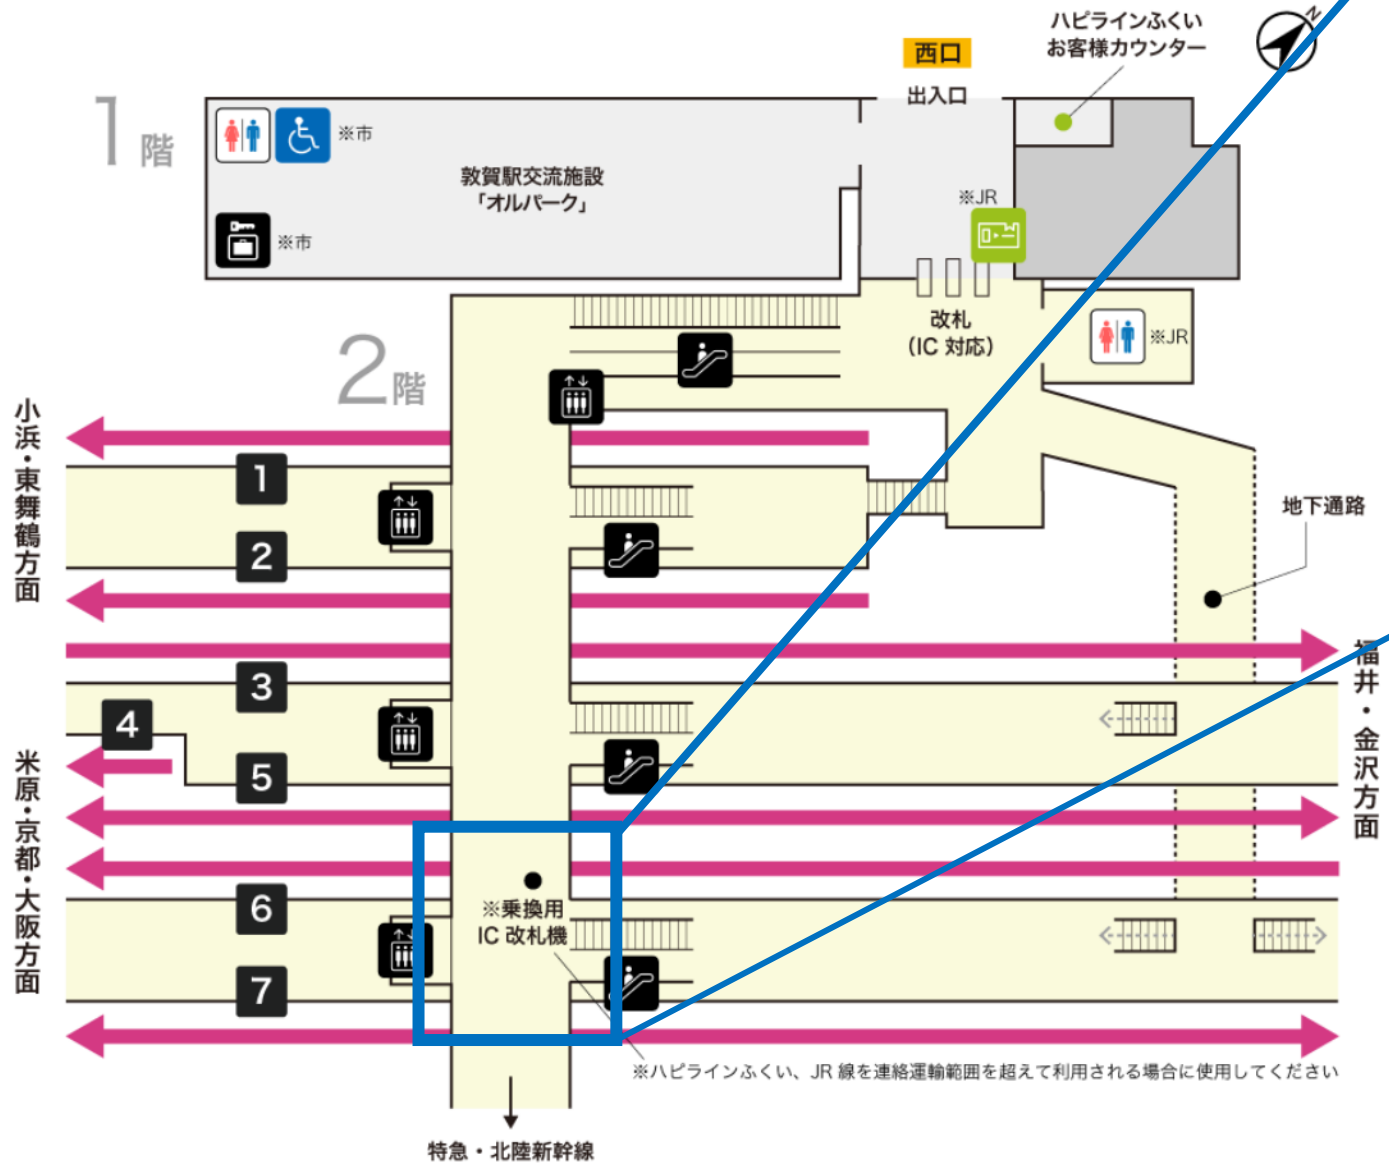 ハピラインふくい
お客様カウンター
N
西口
出入口
1階
※市
敦賀駅交流施設
「オルパーク」
※JR
※市
改札
(IC 対応)
※JR
2階
小浜・東舞鶴方面
1
2
地下通路
3
福井・金沢方面
4
5
米原・京都・大阪方面
6
※乗換用
IC 改札機
7
※ハピラインふくい、JR 線を連絡運輸範囲を超えて利用される場合に使用してください
特急・北陸新幹線